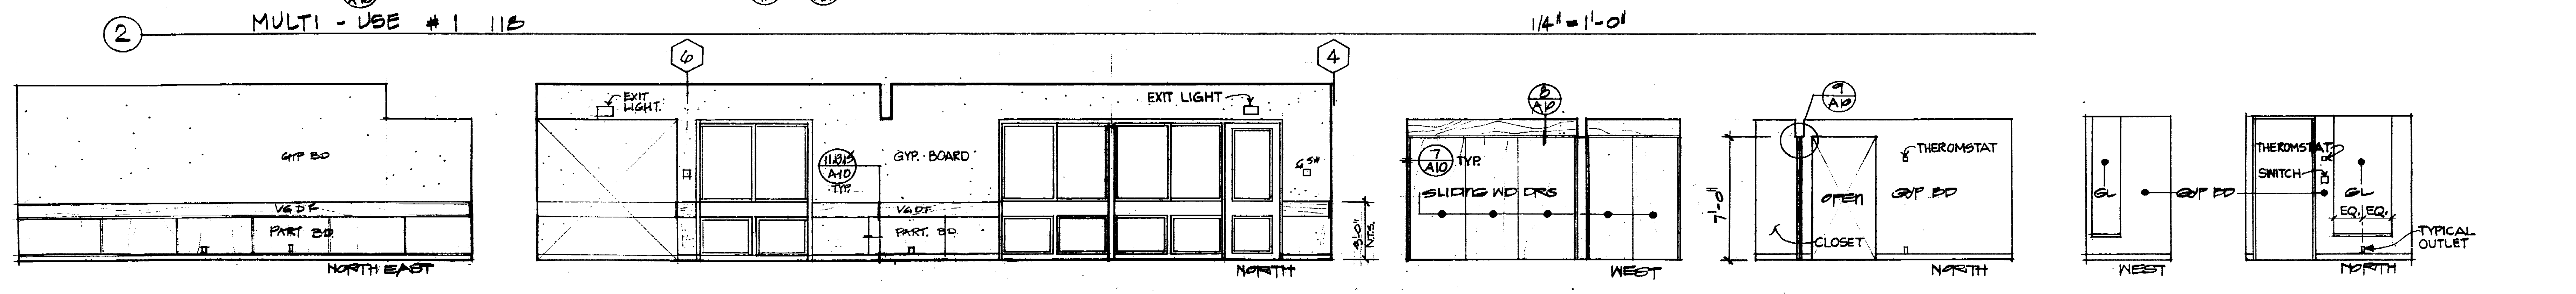 2 MULTI-USE #1 118 1/4" = 1'-0"
6
4
EXIT LIGHT.
EXIT LIGHT
8
A10
9
A10
GYP BD
11/13/15
A10
TYP.
GYP. BOARD
SW
7
A10
TYP.
THEROMSTAT
THEROMSTAT
SWITCH
SLIDING WD DRS
7'-0"
OPEN
GYP BD
GL
GYP BD
GL
V.G.D.F.
V.G.D.F.
EQ. EQ.
PART. BD.
PART. BD.
3'-0"
N.T.S.
CLOSET
TYPICAL OUTLET
NORTH EAST
NORTH
WEST
NORTH
WEST
NORTH